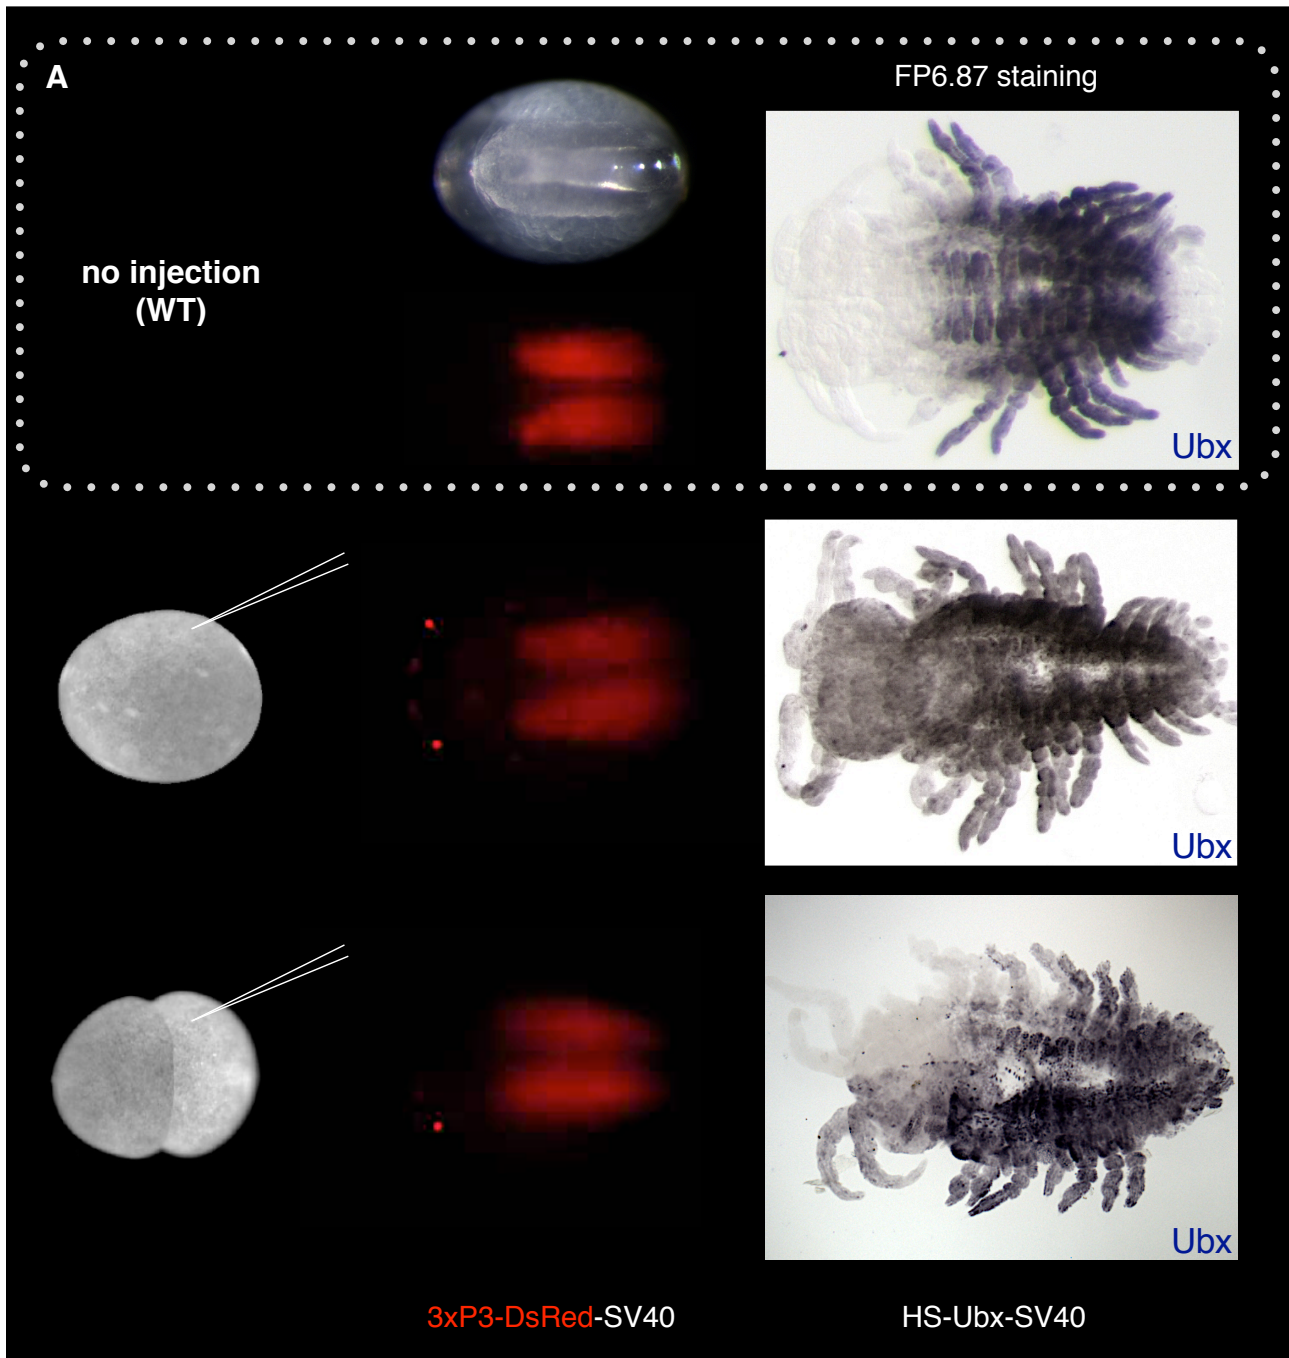 A
FP6.87 staining
no injection
(WT)
Ubx
Ubx
Ubx
3xP3-DsRed-SV40
HS-Ubx-SV40